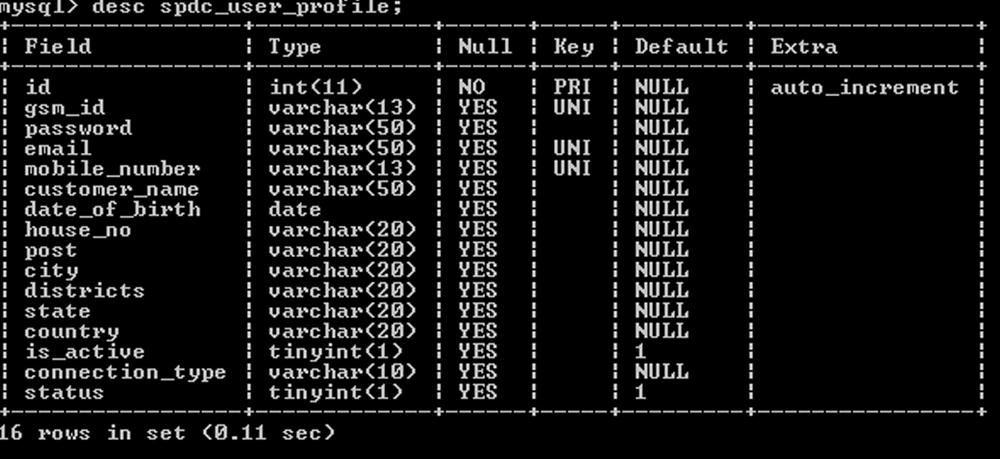 mysql> desc spdc_user_profile;
+------------------+-------------+------+-----+---------+----------------+
| Field            | Type        | Null | Key | Default | Extra          |
+------------------+-------------+------+-----+---------+----------------+
| id               | int(11)     | NO   | PRI | NULL    | auto_increment |
| gsm_id           | varchar(13) | YES  | UNI | NULL    |                |
| password         | varchar(50) | YES  |     | NULL    |                |
| email            | varchar(50) | YES  | UNI | NULL    |                |
| mobile_number    | varchar(13) | YES  | UNI | NULL    |                |
| customer_name    | varchar(50) | YES  |     | NULL    |                |
| date_of_birth    | date        | YES  |     | NULL    |                |
| house_no         | varchar(20) | YES  |     | NULL    |                |
| post             | varchar(20) | YES  |     | NULL    |                |
| city             | varchar(20) | YES  |     | NULL    |                |
| districts        | varchar(20) | YES  |     | NULL    |                |
| state            | varchar(20) | YES  |     | NULL    |                |
| country          | varchar(20) | YES  |     | NULL    |                |
| is_active        | tinyint(1)  | YES  |     | 1       |                |
| connection_type  | varchar(10) | YES  |     | NULL    |                |
| status           | tinyint(1)  | YES  |     | 1       |                |
+------------------+-------------+------+-----+---------+----------------+
16 rows in set (0.11 sec)